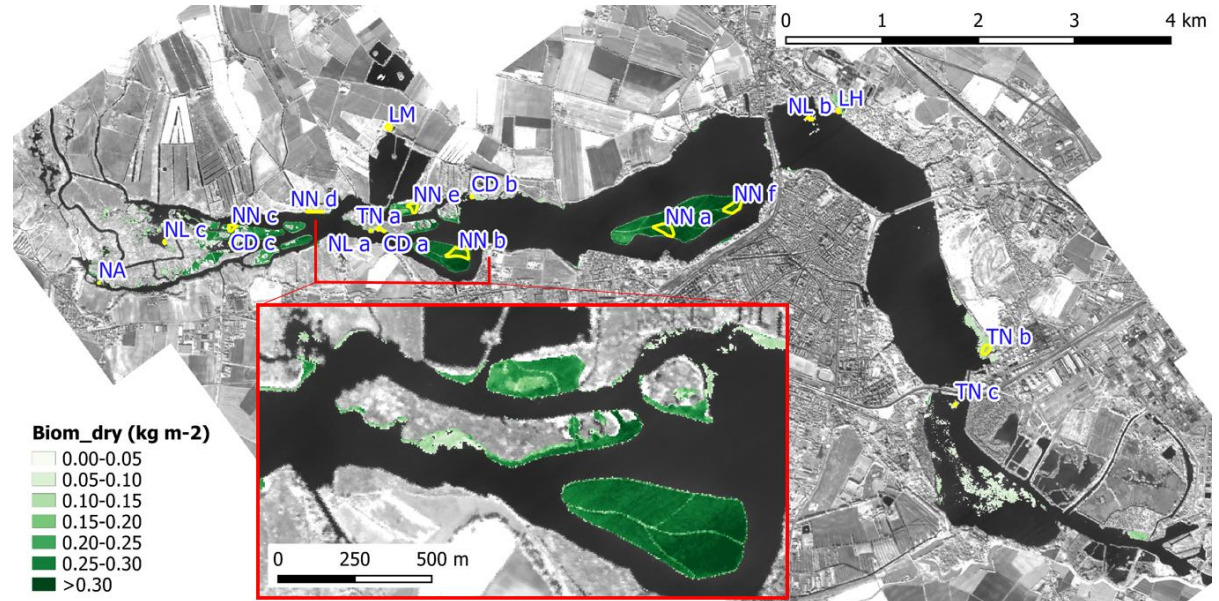 0 1 2 3 4 km
NL b LH
LM
CD b
NN d NN e
NN c TN a NN f
NL c NN a
CD c NL a CD a NN b
NA
TN b
TN c
Biom_dry (kg m-2)
0.00-0.05
0.05-0.10
0.10-0.15
0.15-0.20
0.20-0.25
0.25-0.30
>0.30
0 250 500 m